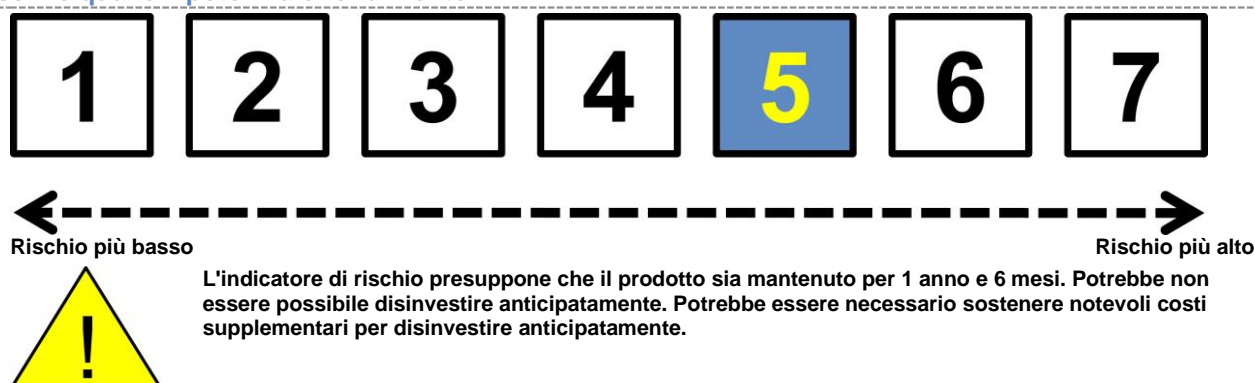 1 2 3 4 5 6 7
Rischio più basso Rischio più alto
L'indicatore di rischio presuppone che il prodotto sia mantenuto per 1 anno e 6 mesi. Potrebbe non
essere possibile disinvestire anticipatamente. Potrebbe essere necessario sostenere notevoli costi
supplementari per disinvestire anticipatamente.
!